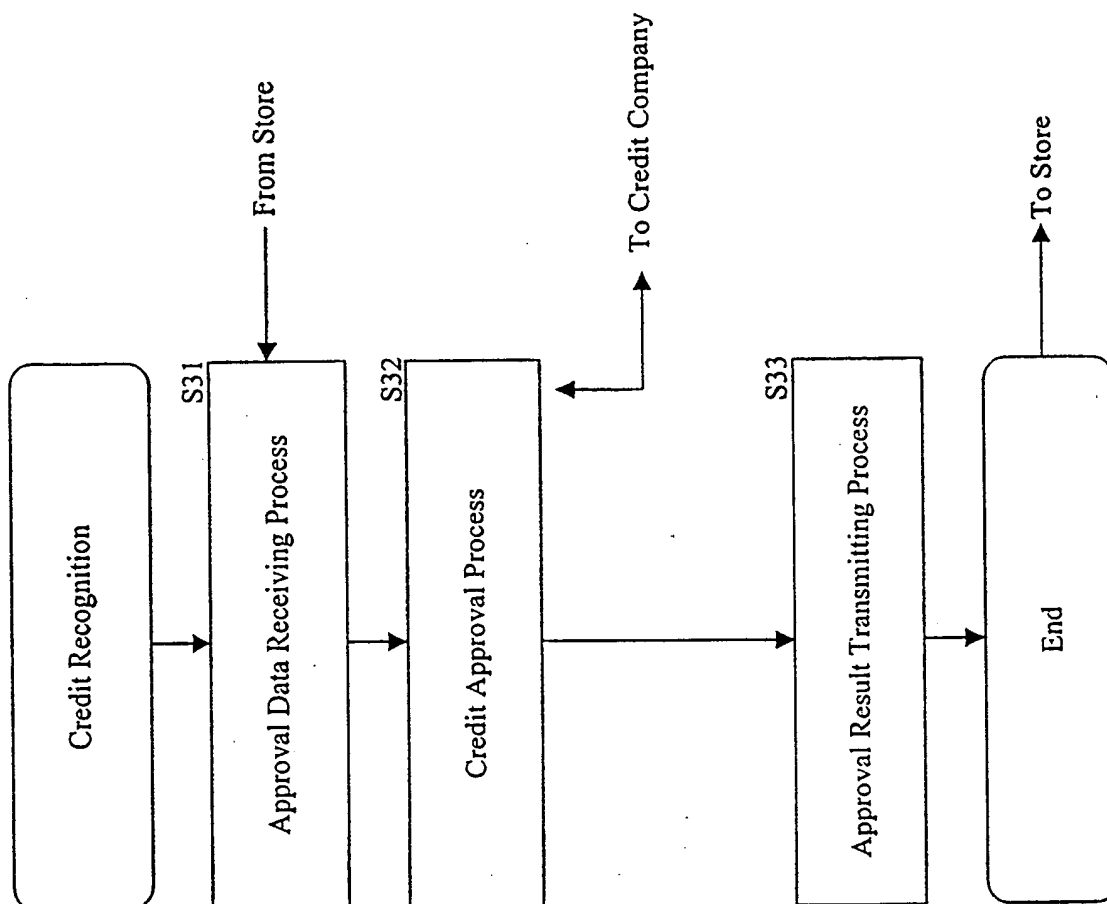 Credit Recognition
S31
Approval Data Receiving Process
From Store
S32
Credit Approval Process
To Credit Company
S33
Approval Result Transmitting Process
End
To Store